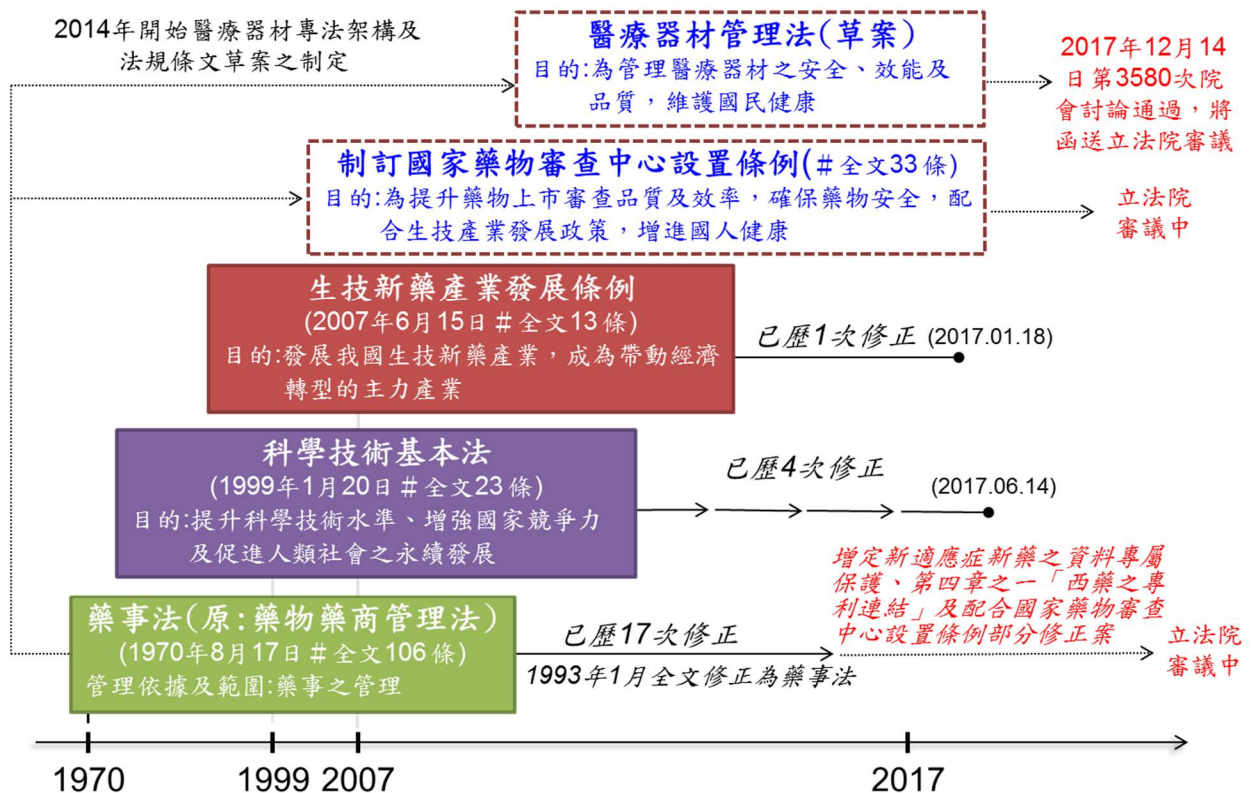 2014年開始醫療器材專法架構及
法規條文草案之制定
醫療器材管理法(草案)
目的:為管理醫療器材之安全、效能及
品質，維護國民健康
2017年12月14
日第3580次院
會討論通過，將
函送立法院審議
制訂國家藥物審查中心設置條例(＃全文33條)
目的:為提升藥物上市審查品質及效率，確保藥物安全，配
合生技產業發展政策，增進國人健康
立法院
審議中
生技新藥產業發展條例
(2007年6月15日＃全文13條)
目的:發展我國生技新藥產業，成為帶動經濟
轉型的主力產業
已歷1次修正 (2017.01.18)
科學技術基本法
(1999年1月20日＃全文23條)
目的:提升科學技術水準、增強國家競爭力
及促進人類社會之永續發展
已歷4次修正
(2017.06.14)
藥事法(原:藥物藥商管理法)
(1970年8月17日＃全文106條)
管理依據及範圍:藥事之管理
已歷17次修正
1993年1月全文修正為藥事法
增定新適應症新藥之資料專屬
保護、第四章之一「西藥之專
利連結」及配合國家藥物審查
中心設置條例部分修正案
立法院
審議中
1970
1999
2007
2017